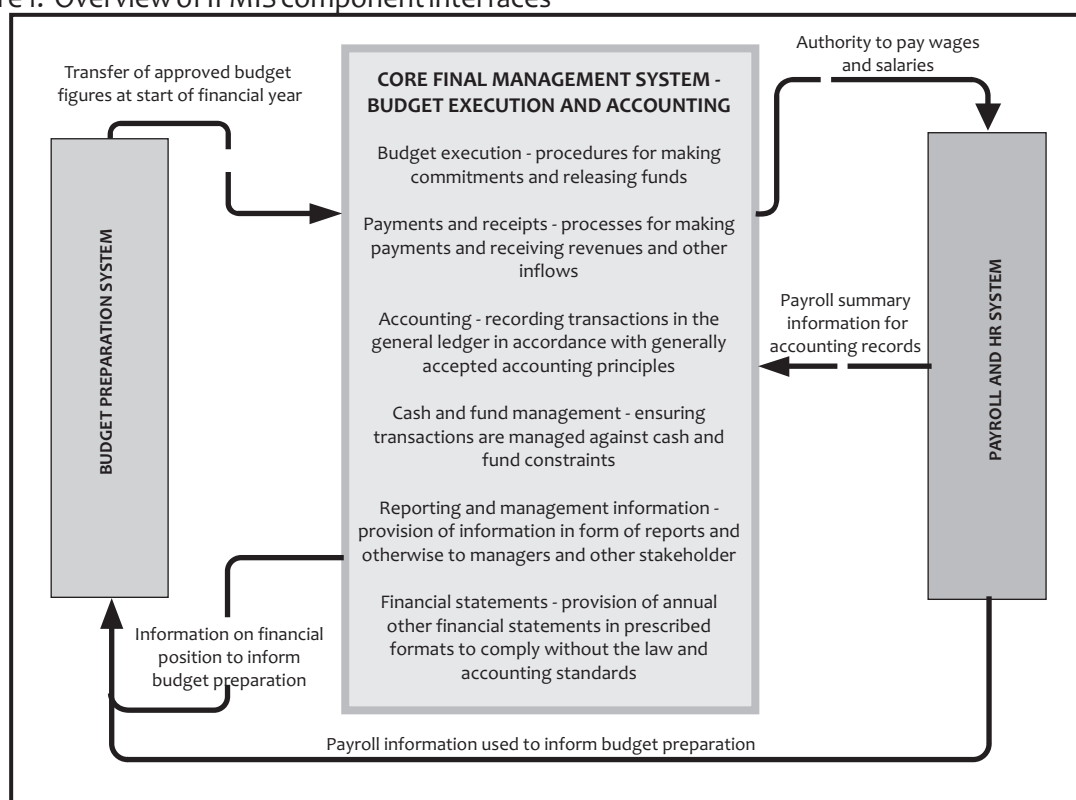 Overview of IFMIS component interfaces
Transfer of approved budget
figures at start of financial year
BUDGET PREPARATION SYSTEM
CORE FINAL MANAGEMENT SYSTEM -
BUDGET EXECUTION AND ACCOUNTING
Budget execution - procedures for making
commitments and releasing funds
Payments and receipts - processes for making
payments and receiving revenues and other
inflows
Accounting - recording transactions in the
general ledger in accordance with generally
accepted accounting principles
Cash and fund management - ensuring
transactions are managed against cash and
fund constraints
Reporting and management information -
provision of information in form of reports and
otherwise to managers and other stakeholder
Financial statements - provision of annual
other financial statements in prescribed
formats to comply without the law and
accounting standards
Authority to pay wages
and salaries
Payroll summary
information for
accounting records
PAYROLL AND HR SYSTEM
Information on financial
position to inform
budget preparation
Payroll information used to inform budget preparation